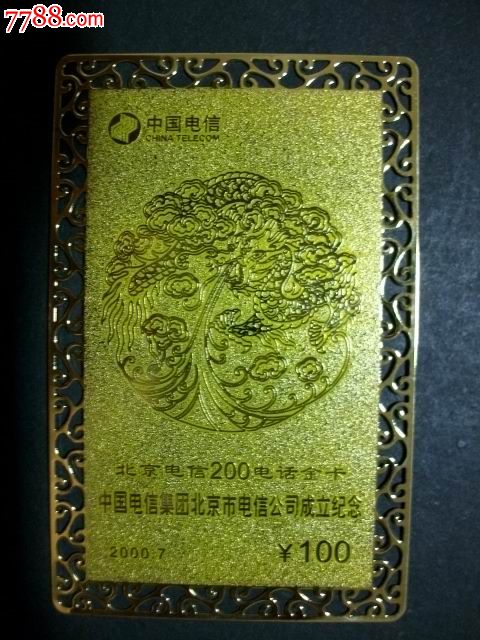 7788.com
中国电信
CHINA TELECOM
北京电信200电话金卡
中国电信集团北京市电信公司成立纪念
2000.7
￥100